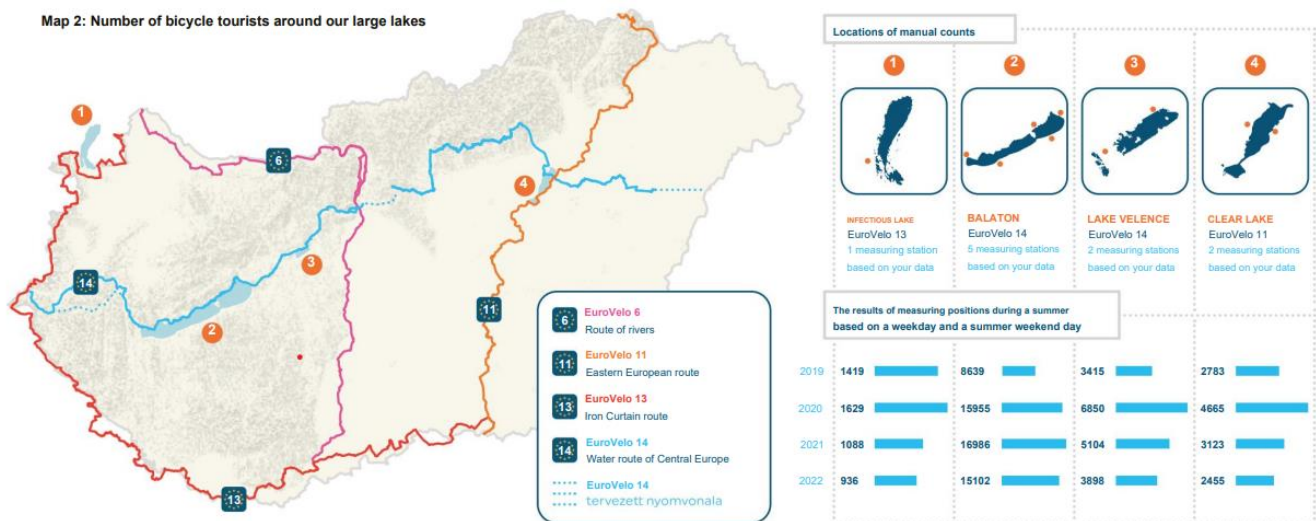 Map 2: Number of bicycle tourists around our large lakes
1
6
14
3
2
4
11
13
6
EuroVelo 6
Route of rivers
11
EuroVelo 11
Eastern European route
13
EuroVelo 13
Iron Curtain route
14
EuroVelo 14
Water route of Central Europe
EuroVelo 14
tervezett nyomvonala
Locations of manual counts
1 2 3 4
INFECTIOUS LAKE
EuroVelo 13
1 measuring station
based on your data
BALATON
EuroVelo 14
5 measuring stations
based on your data
LAKE VELENCE
EuroVelo 14
2 measuring stations
based on your data
CLEAR LAKE
EuroVelo 11
2 measuring stations
based on your data
The results of measuring positions during a summer
based on a weekday and a summer weekend day
2019 1419 8639 3415 2783
2020 1629 15955 6850 4665
2021 1088 16986 5104 3123
2022 936 15102 3898 2455